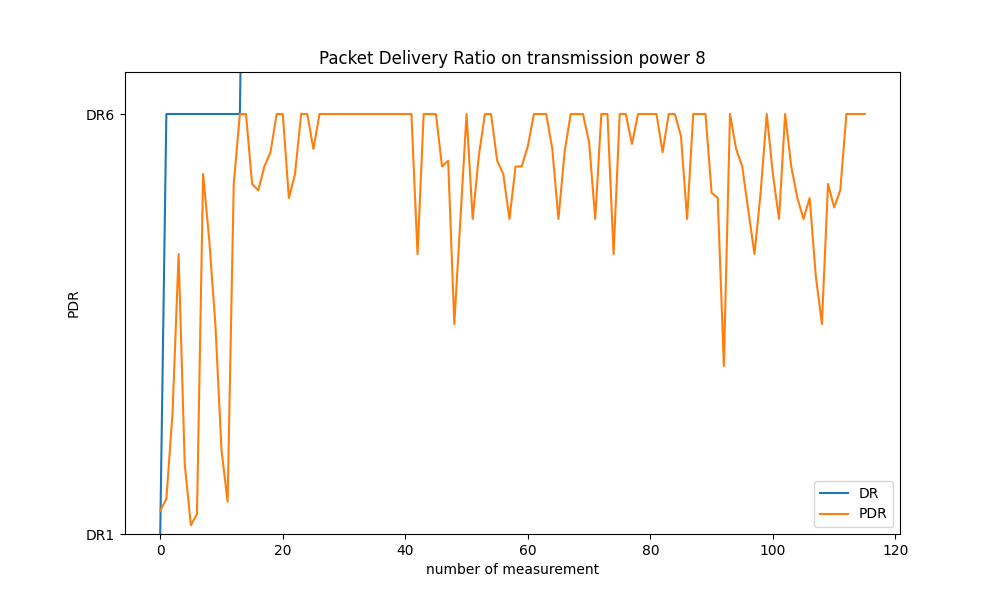 Packet Delivery Ratio on transmission power 8
DR6
PDR
DR1
0 20 40 60 80 100 120
number of measurement
DR
PDR